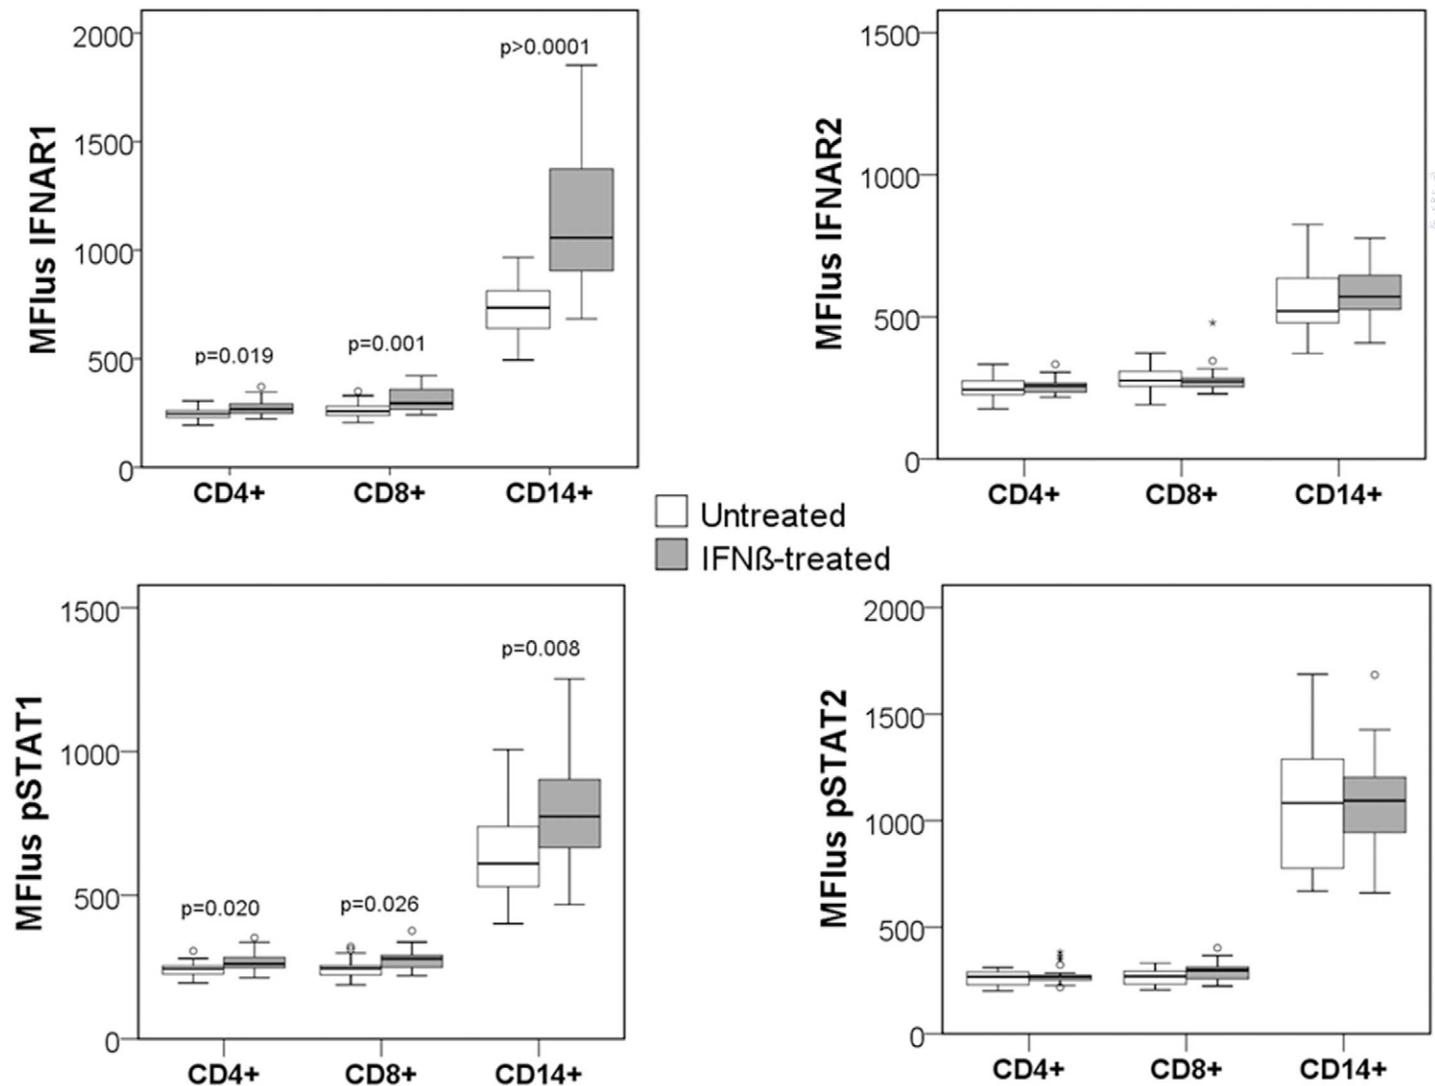 MFIus IFNAR1
2000
1500
1000
500
0
p=0.019
p=0.001
p>0.0001
CD4+
CD8+
CD14+
MFIus IFNAR2
1500
1000
500
0
CD4+
CD8+
CD14+
Untreated
IFNß-treated
MFIus pSTAT1
1500
1000
500
0
p=0.020
p=0.026
p=0.008
CD4+
CD8+
CD14+
MFIus pSTAT2
2000
1500
1000
500
0
CD4+
CD8+
CD14+